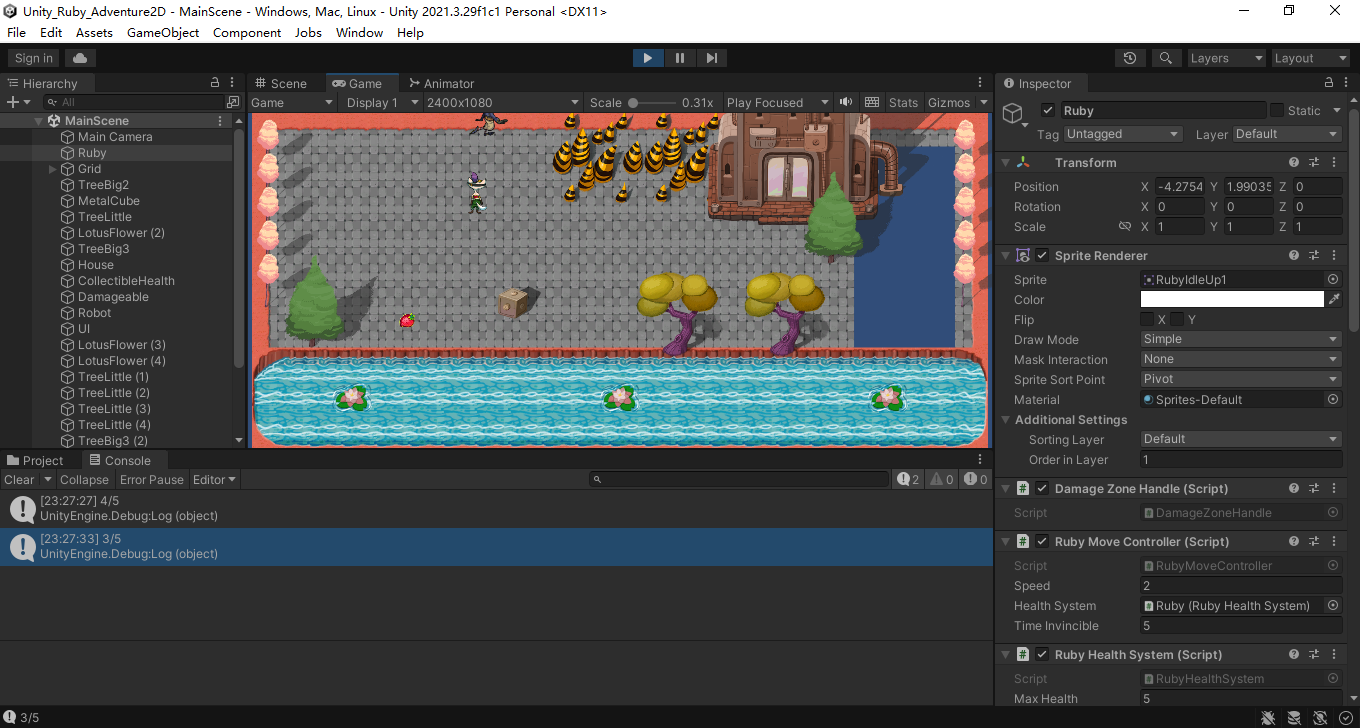 Unity_Ruby_Adventure2D - MainScene - Windows, Mac, Linux - Unity 2021.3.29f1c1 Personal <DX11>
File Edit Assets GameObject Component Jobs Window Help
Sign in
Layers
Layout
Hierarchy
All
MainScene
Main Camera
Ruby
Grid
TreeBig2
MetalCube
TreeLittle
LotusFlower (2)
TreeBig3
House
CollectibleHealth
Damageable
Robot
UI
LotusFlower (3)
LotusFlower (4)
TreeLittle (1)
TreeLittle (2)
TreeLittle (3)
TreeLittle (4)
TreeBig3 (2)
Scene Game Animator
Game Display 1 2400x1080 Scale 0.31x Play Focused Stats Gizmos
Project Console
Clear Collapse Error Pause Editor 2 0 0
[23:27:27] 4/5
UnityEngine.Debug:Log (object)
[23:27:33] 3/5
UnityEngine.Debug:Log (object)
3/5
Inspector
Ruby Static
Tag Untagged Layer Default
Transform
Position X -4.2754 Y 1.99035 Z 0
Rotation X 0 Y 0 Z 0
Scale X 1 Y 1 Z 1
Sprite Renderer
Sprite RubyIdleUp1
Color
Flip X Y
Draw Mode Simple
Mask Interaction None
Sprite Sort Point Pivot
Material Sprites-Default
Additional Settings
Sorting Layer Default
Order in Layer 1
Damage Zone Handle (Script)
Script DamageZoneHandle
Ruby Move Controller (Script)
Script RubyMoveController
Speed 2
Health System Ruby (Ruby Health System)
Time Invincible 5
Ruby Health System (Script)
Script RubyHealthSystem
Max Health 5